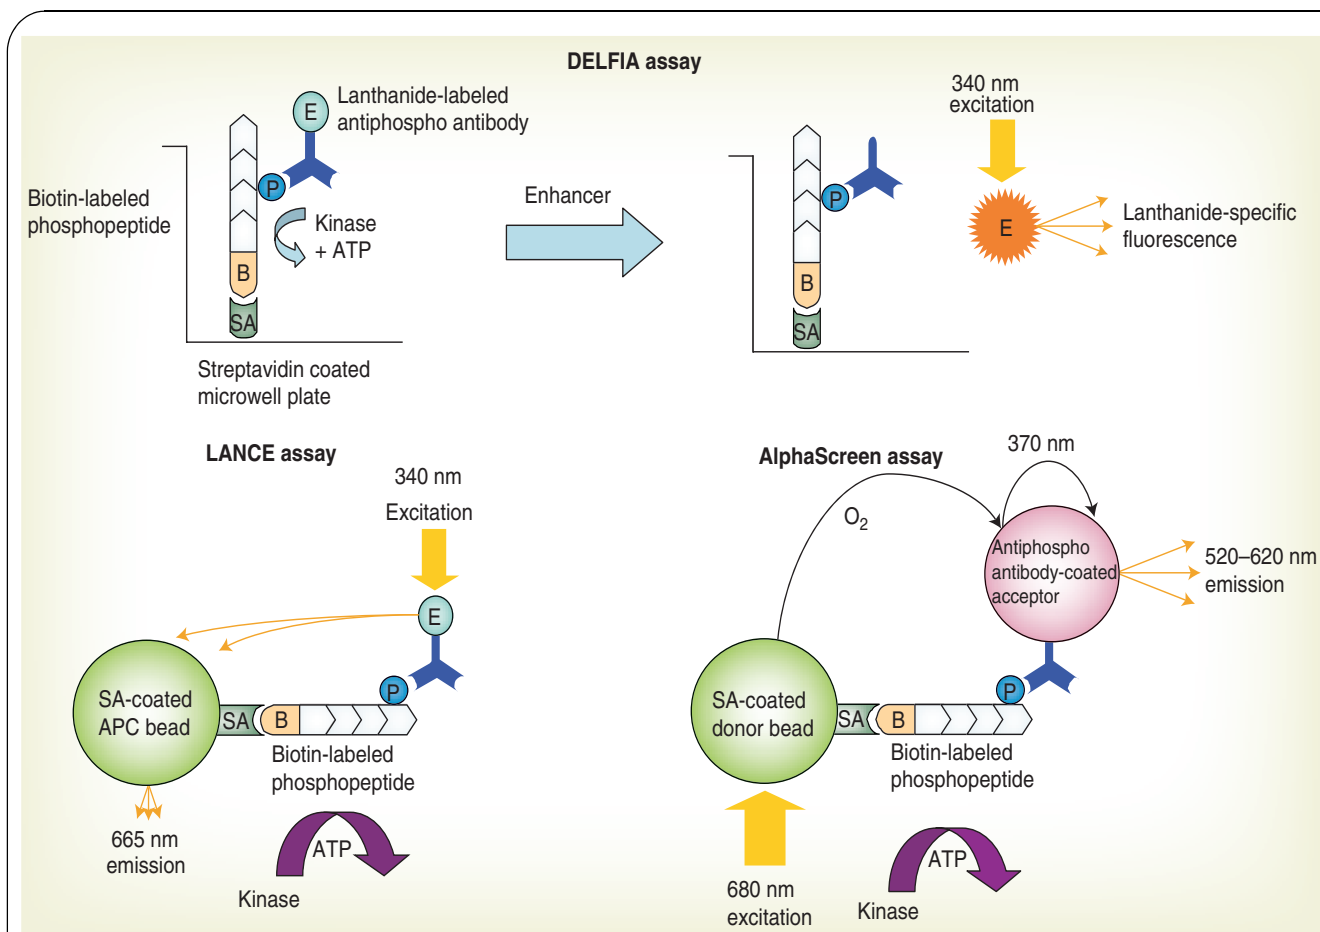 DELFIA assay
E
Lanthanide-labeled
antiphospho antibody
P
Biotin-labeled
phosphopeptide
Kinase
+ ATP
B
SA
Streptavidin coated
microwell plate
Enhancer
340 nm
excitation
P
E
Lanthanide-specific
fluorescence
B
SA
LANCE assay
340 nm
Excitation
E
P
SA-coated
APC bead
SA
B
Biotin-labeled
phosphopeptide
665 nm
emission
ATP
Kinase
AlphaScreen assay
370 nm
O2
Antiphospho
antibody-coated
acceptor
520–620 nm
emission
P
SA-coated
donor bead
SA
B
Biotin-labeled
phosphopeptide
680 nm
excitation
ATP
Kinase